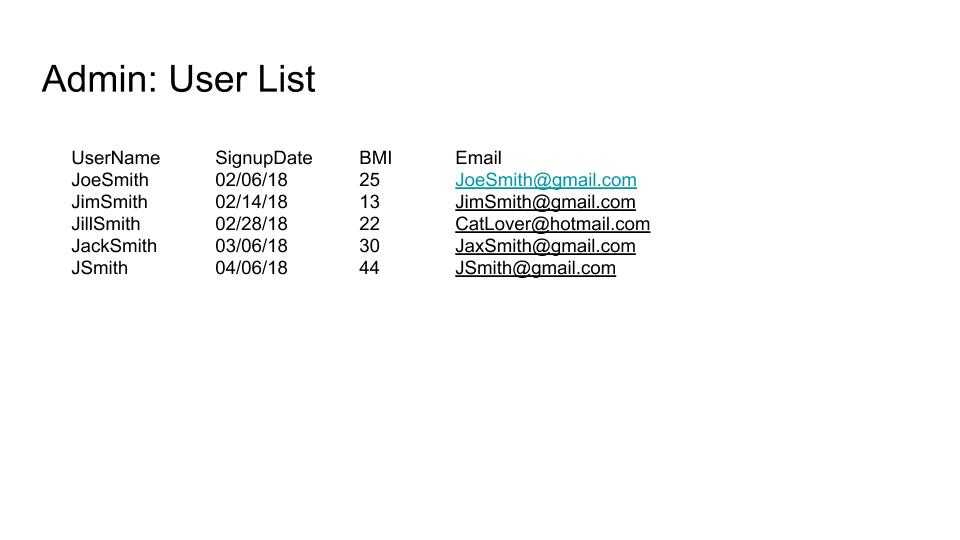 Admin: User List
UserName SignupDate BMI Email
JoeSmith 02/06/18 25 JoeSmith@gmail.com
JimSmith 02/14/18 13 JimSmith@gmail.com
JillSmith 02/28/18 22 CatLover@hotmail.com
JackSmith 03/06/18 30 JaxSmith@gmail.com
JSmith 04/06/18 44 JSmith@gmail.com